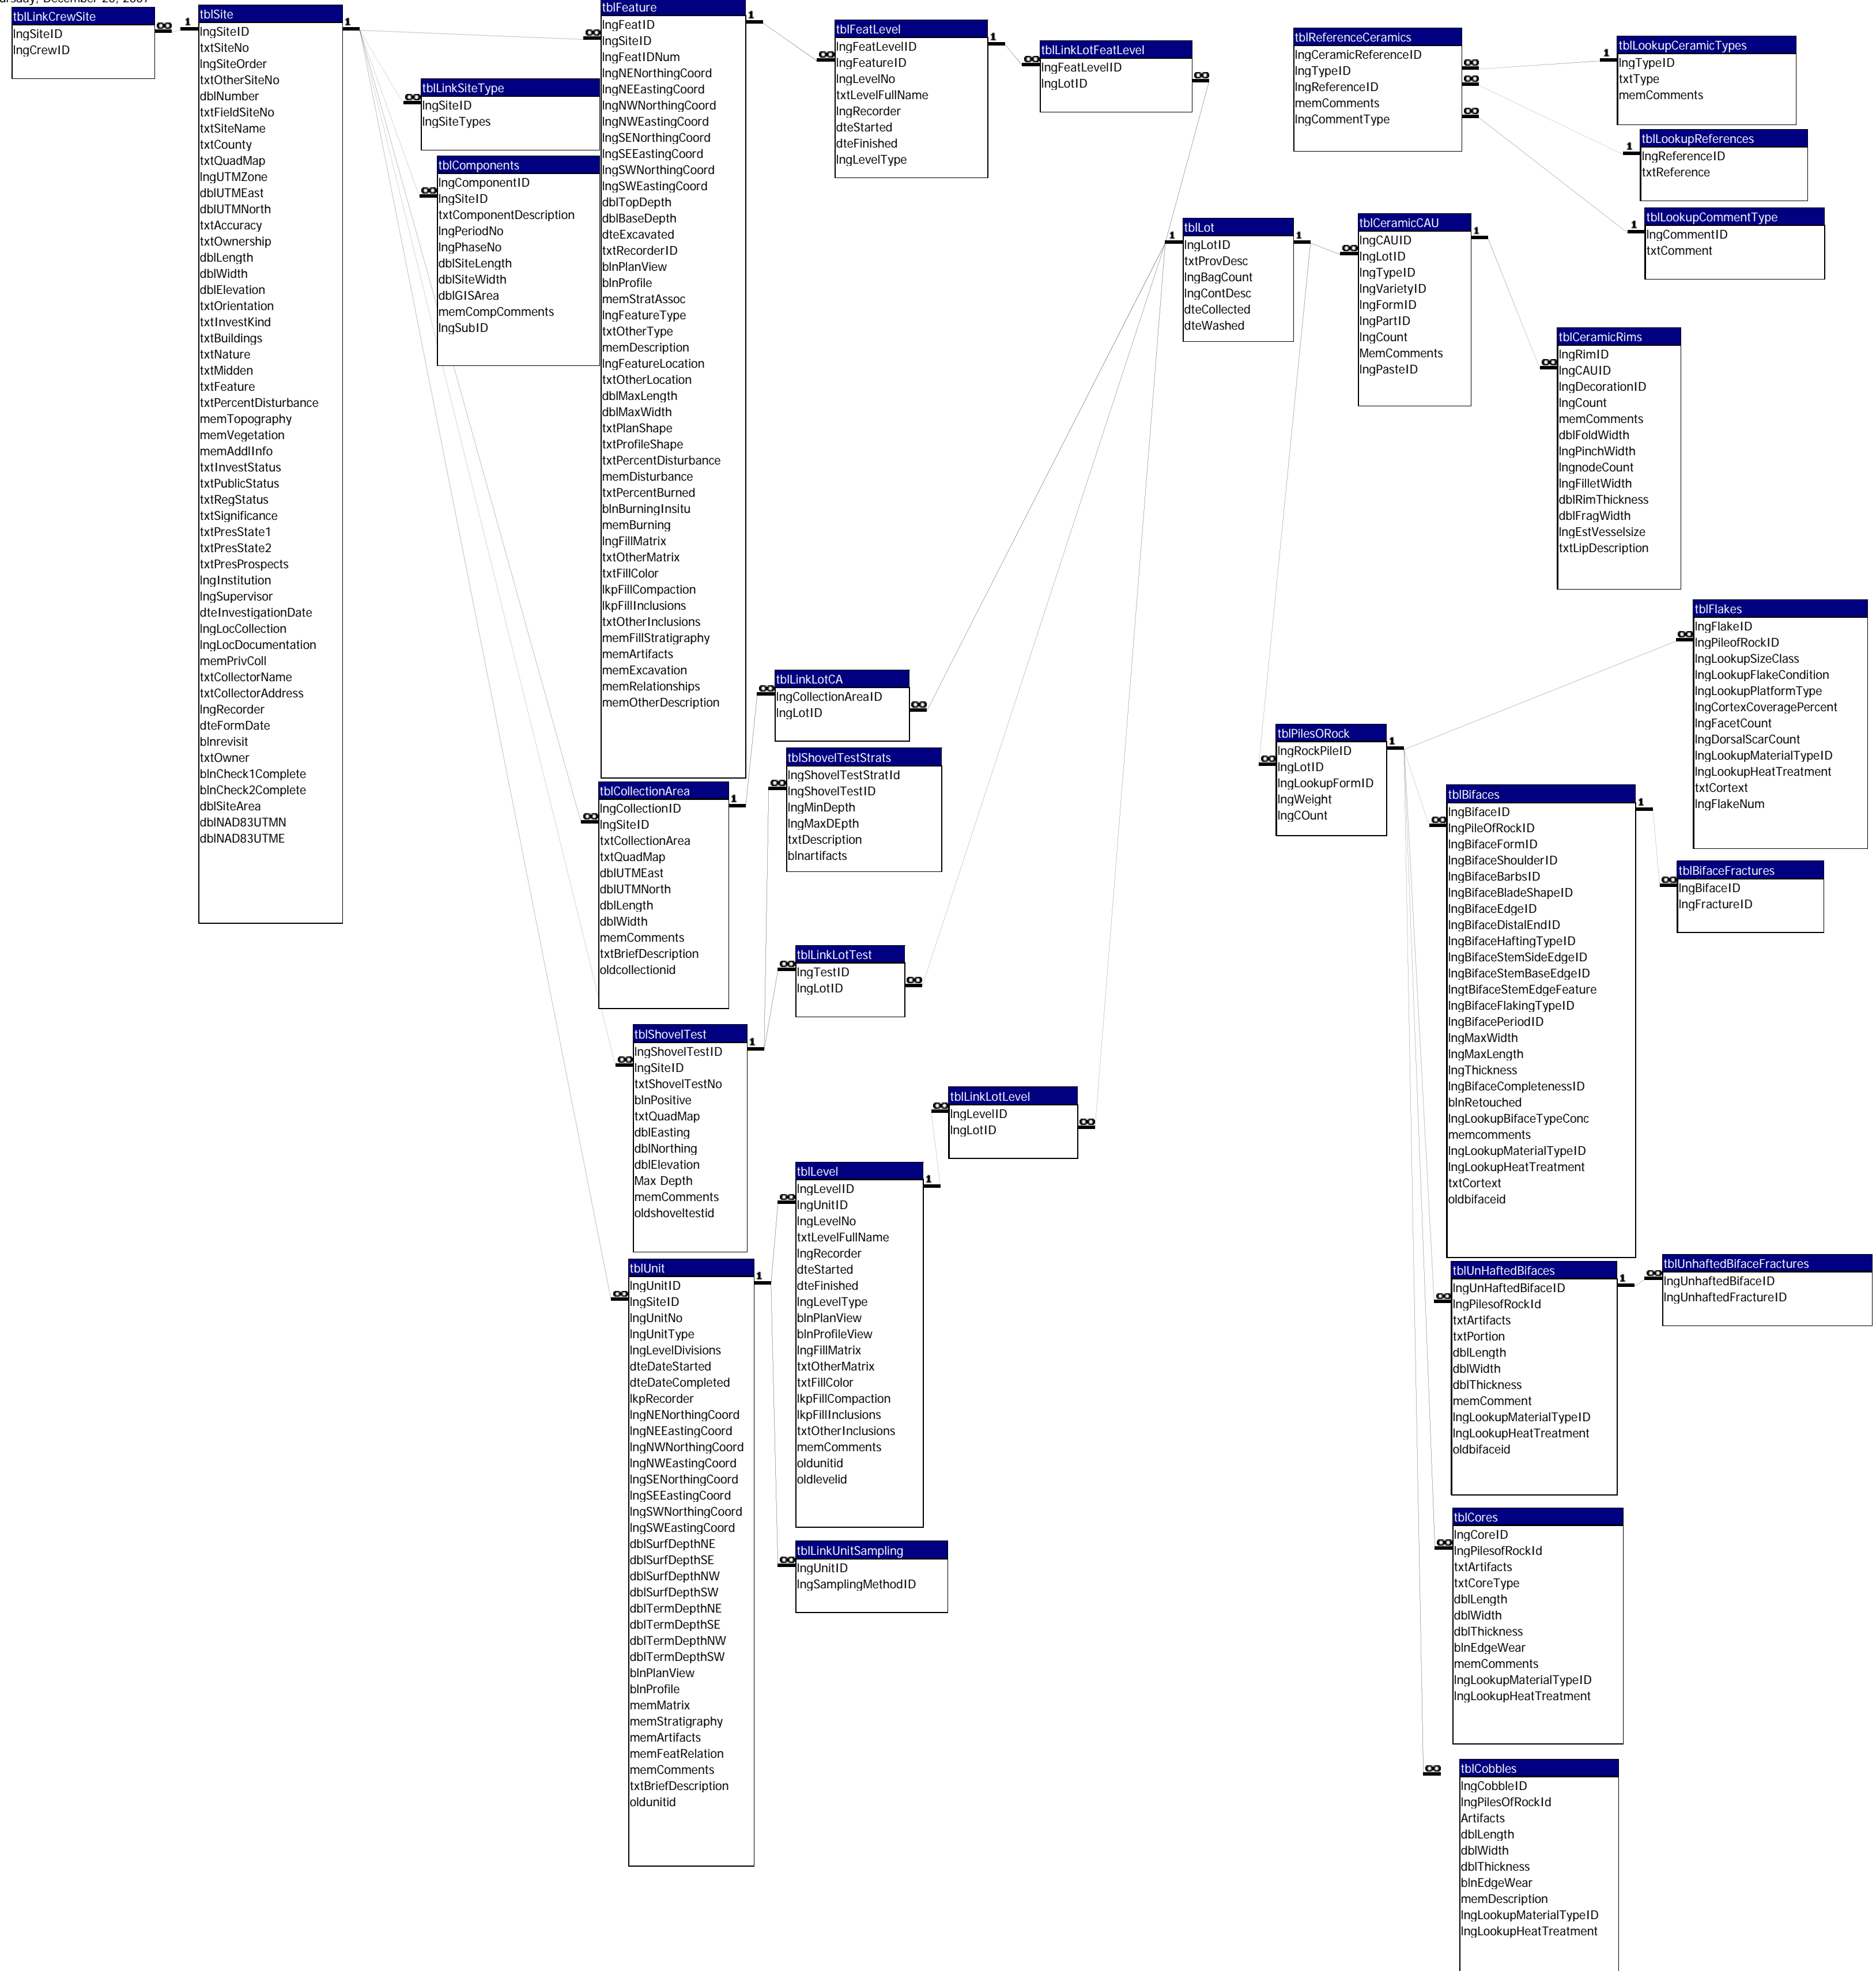 tblLinkCrewSite
lngSiteID
lngCrewID
tblSite
lngSiteID
txtSiteNo
lngSiteOrder
txtOtherSiteNo
dblNumber
txtFieldSiteNo
txtSiteName
txtCounty
txtQuadMap
lngUTMZone
dblUTMEast
dblUTMNorth
txtAccuracy
txtOwnership
dblLength
dblWidth
dblElevation
txtOrientation
txtInvestKind
txtBuildings
txtNature
txtMidden
txtFeature
txtPercentDisturbance
memTopography
memVegetation
memAddlInfo
txtInvestStatus
txtPublicStatus
txtRegStatus
txtSignificance
txtPresState1
txtPresState2
txtPresProspects
lngInstitution
lngSupervisor
dteInvestigationDate
lngLocCollection
lngLocDocumentation
memPrivColl
txtCollectorName
txtCollectorAddress
lngRecorder
dteFormDate
blnrevisit
txtOwner
blnCheck1Complete
blnCheck2Complete
dblSiteArea
dblNAD83UTMN
dblNAD83UTME
tblLinkSiteType
lngSiteID
lngSiteTypes
tblComponents
lngComponentID
lngSiteID
txtComponentDescription
lngPeriodNo
lngPhaseNo
dblSiteLength
dblSiteWidth
dblGISArea
memCompComments
lngSubID
tblFeature
lngFeatID
lngSiteID
lngFeatIDNum
lngNENorthingCoord
lngNEEastingCoord
lngNWNorthingCoord
lngNWEastingCoord
lngSENorthingCoord
lngSEEastingCoord
lngSWNorthingCoord
lngSWEastingCoord
dblTopDepth
dblBaseDepth
dteExcavated
txtRecorderID
blnPlanView
blnProfile
memStratAssoc
lngFeatureType
txtOtherType
memDescription
lngFeatureLocation
txtOtherLocation
dblMaxLength
dblMaxWidth
txtPlanShape
txtProfileShape
txtPercentDisturbance
memDisturbance
txtPercentBurned
blnBurningInsitu
memBurning
lngFillMatrix
txtOtherMatrix
txtFillColor
lkpFillCompaction
lkpFillInclusions
txtOtherInclusions
memFillStratigraphy
memArtifacts
memExcavation
memRelationships
memOtherDescription
tblCollectionArea
lngCollectionID
lngSiteID
txtCollectionArea
txtQuadMap
dblUTMEast
dblUTMNorth
dblLength
dblWidth
memComments
txtBriefDescription
oldcollectionid
tblShovelTest
lngShovelTestID
lngSiteID
txtShovelTestNo
blnPositive
txtQuadMap
dblEasting
dblNorthing
dblElevation
Max Depth
memComments
oldshoveltestid
tblUnit
lngUnitID
lngSiteID
lngUnitNo
lngUnitType
lngLevelDivisions
dteDateStarted
dteDateCompleted
lkpRecorder
lngNENorthingCoord
lngNEEastingCoord
lngNWNorthingCoord
lngNWEastingCoord
lngSENorthingCoord
lngSEEastingCoord
lngSWNorthingCoord
lngSWEastingCoord
dblSurfDepthNE
dblSurfDepthSE
dblSurfDepthNW
dblSurfDepthSW
dblTermDepthNE
dblTermDepthSE
dblTermDepthNW
dblTermDepthSW
blnPlanView
blnProfile
memMatrix
memStratigraphy
memArtifacts
memFeatRelation
memComments
txtBriefDescription
oldunitid
tblFeatLevel
lngFeatLevelID
lngFeatureID
lngLevelNo
txtLevelFullName
lngRecorder
dteStarted
dteFinished
lngLevelType
tblLinkLotFeatLevel
lngFeatLevelID
lngLotID
tblLinkLotCA
lngCollectionAreaID
lngLotID
tblShovelTestStrats
lngShovelTestStratId
lngShovelTestID
lngMinDepth
lngMaxDEpth
txtDescription
blnartifacts
tblLinkLotTest
lngTestID
lngLotID
tblLinkLotLevel
lngLevelID
lngLotID
tblLevel
lngLevelID
lngUnitID
lngLevelNo
txtLevelFullName
lngRecorder
dteStarted
dteFinished
lngLevelType
blnPlanView
blnProfileView
lngFillMatrix
txtOtherMatrix
txtFillColor
lkpFillCompaction
lkpFillInclusions
txtOtherInclusions
memComments
oldunitid
oldlevelid
tblLinkUnitSampling
lngUnitID
lngSamplingMethodID
tblLot
lngLotID
txtProvDesc
lngBagCount
lngContDesc
dteCollected
dteWashed
tblReferenceCeramics
lngCeramicReferenceID
lngTypeID
lngReferenceID
memComments
lngCommentType
tblLookupCeramicTypes
lngTypeID
txtType
memComments
tblLookupReferences
lngReferenceID
txtReference
tblLookupCommentType
lngCommentID
txtComment
tblCeramicCAU
lngCAUID
lngLotID
lngTypeID
lngVarietyID
lngFormID
lngPartID
lngCount
MemComments
lngPasteID
tblCeramicRims
lngRimID
lngCAUID
lngDecorationID
lngCount
memComments
dblFoldWidth
lngPinchWidth
lngnodeCount
lngFilletWidth
dblRimThickness
dblFragWidth
lngEstVesselsize
txtLipDescription
tblPilesORock
lngRockPileID
lngLotID
lngLookupFormID
lngWeight
lngCOunt
tblFlakes
lngFlakeID
lngPileofRockID
lngLookupSizeClass
lngLookupFlakeCondition
lngLookupPlatformType
lngCortexCoveragePercent
lngFacetCount
lngDorsalScarCount
lngLookupMaterialTypeID
lngLookupHeatTreatment
txtCortext
lngFlakeNum
tblBifaces
lngBifaceID
lngPileOfRockID
lngBifaceFormID
lngBifaceShoulderID
lngBifaceBarbsID
lngBifaceBladeShapeID
lngBifaceEdgeID
lngBifaceDistalEndID
lngBifaceHaftingTypeID
lngBifaceStemSideEdgeID
lngBifaceStemBaseEdgeID
lngtBifaceStemEdgeFeature
lngBifaceFlakingTypeID
lngBifacePeriodID
lngMaxWidth
lngMaxLength
lngThickness
lngBifaceCompletenessID
blnRetouched
lngLookupBifaceTypeConc
memcomments
lngLookupMaterialTypeID
lngLookupHeatTreatment
txtCortext
oldbifaceid
tblBifaceFractures
lngBifaceID
lngFractureID
tblUnHaftedBifaces
lngUnHaftedBifaceID
lngPilesofRockId
txtArtifacts
txtPortion
dblLength
dblWidth
dblThickness
memComment
lngLookupMaterialTypeID
lngLookupHeatTreatment
oldbifaceid
tblUnhaftedBifaceFractures
lngUnhaftedBifaceID
lngUnhaftedFractureID
tblCores
lngCoreID
lngPilesofRockId
txtArtifacts
txtCoreType
dblLength
dblWidth
dblThickness
blnEdgeWear
memComments
lngLookupMaterialTypeID
lngLookupHeatTreatment
tblCobbles
lngCobbleID
lngPilesOfRockId
Artifacts
dblLength
dblWidth
dblThickness
blnEdgeWear
memDescription
lngLookupMaterialTypeID
lngLookupHeatTreatment